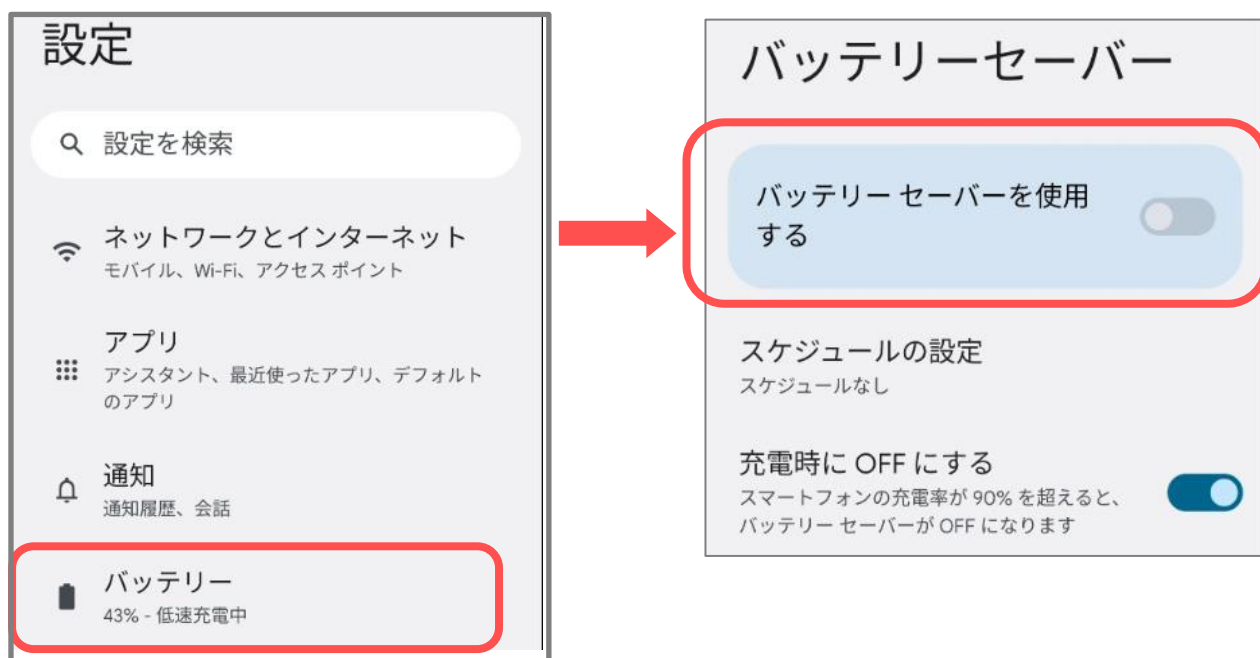 設定
設定を検索
ネットワークとインターネット
モバイル、Wi-Fi、アクセス ポイント
アプリ
アシスタント、最近使ったアプリ、デフォルト
のアプリ
通知
通知履歴、会話
バッテリー
43% - 低速充電中
バッテリーセーバー
バッテリー セーバーを使用
する
スケジュールの設定
スケジュールなし
充電時に OFF にする
スマートフォンの充電率が 90% を超えると、
バッテリー セーバーが OFF になります